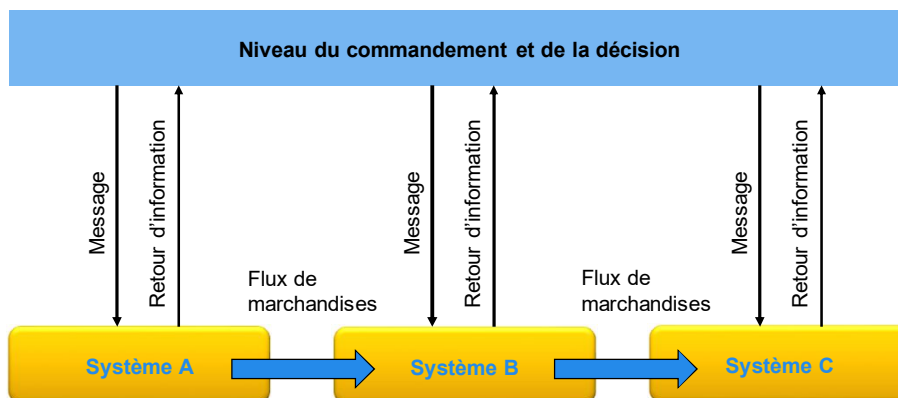 Niveau du commandement et de la décision
Message
Retour d'information
Message
Retour d'information
Message
Retour d'information
Flux de
marchandises
Flux de
marchandises
Système A
Système B
Système C